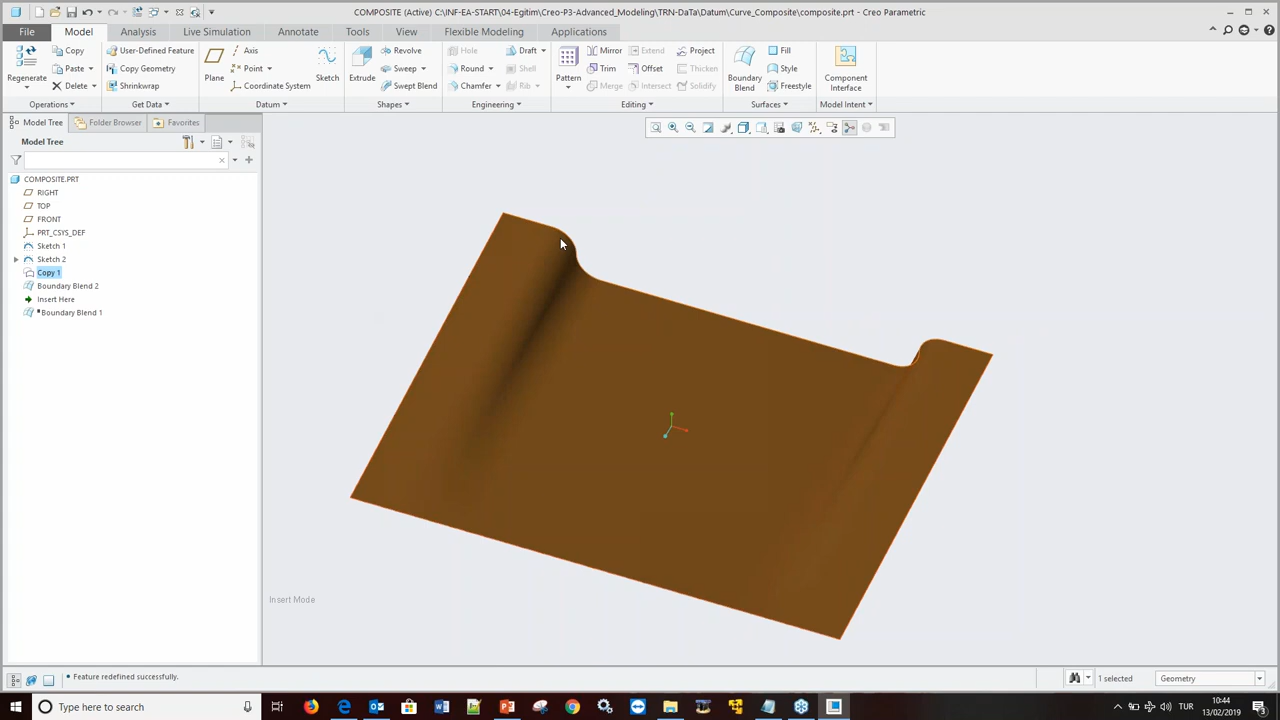 COMPOSITE (Active) C:\INF-EA-START\04-Egitim\Creo-P3-Advanced_Modeling\TRN-DaTa\Datum\Curve_Composite\composite.prt - Creo Parametric
File Model Analysis Live Simulation Annotate Tools View Flexible Modeling Applications
Regenerate
Copy
Paste
Delete
Operations
User-Defined Feature
Copy Geometry
Shrinkwrap
Get Data
Plane
Axis
Point
Coordinate System
Sketch
Datum
Extrude
Revolve
Sweep
Swept Blend
Shapes
Hole
Round
Chamfer
Draft
Shell
Rib
Engineering
Pattern
Mirror
Trim
Merge
Extend
Offset
Intersect
Project
Thicken
Solidify
Editing
Boundary
Blend
Fill
Style
Freestyle
Surfaces
Component
Interface
Model Intent
Model Tree Folder Browser Favorites
Model Tree
COMPOSITE.PRT
RIGHT
TOP
FRONT
PRT_CSYS_DEF
Sketch 1
Sketch 2
Copy 1
Boundary Blend 2
Insert Here
Boundary Blend 1
Insert Mode
Feature redefined successfully.
1 selected
Geometry
Type here to search
TUR
10:44
13/02/2019